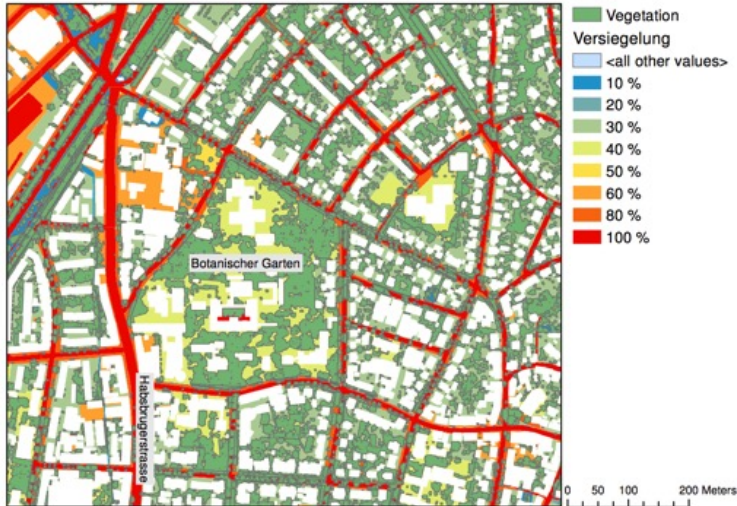 Vegetation
Versiegelung
<all other values>
10 %
20 %
30 %
40 %
50 %
60 %
80 %
100 %
Botanischer Garten
Habsbrugerstrasse
0 50 100 200 Meters